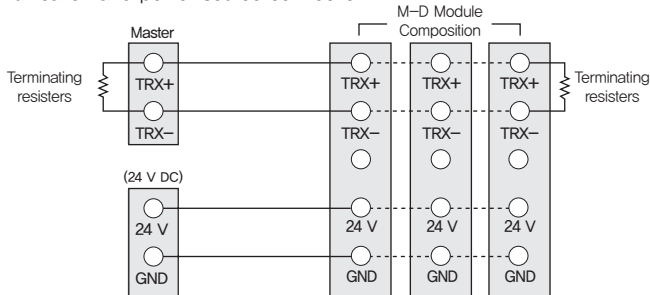 M–D Module
Composition
Master
Terminating
resisters
TRX+
TRX+
TRX+
TRX+
Terminating
resisters
TRX–
TRX–
TRX–
TRX–
(24 V DC)
24 V
24 V
24 V
24 V
GND
GND
GND
GND